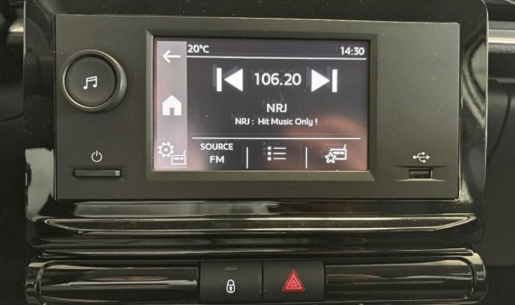 20°C 14:30
106.20
NRJ
NRJ : Hit Music Only !
SOURCE
FM